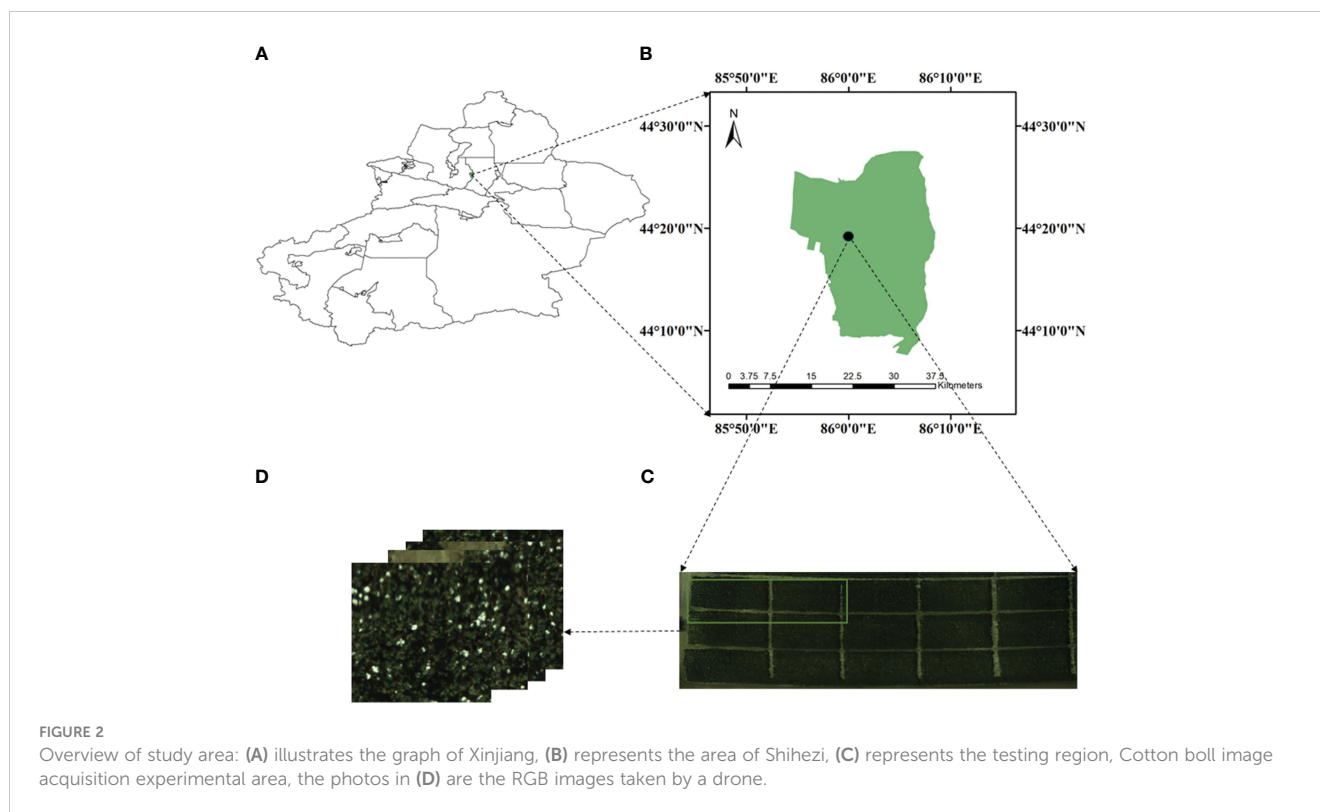 A
B
85°50'0"E 86°0'0"E 86°10'0"E
N
44°30'0"N 44°30'0"N
44°20'0"N 44°20'0"N
44°10'0"N 44°10'0"N
0 3.75 7.5 15 22.5 30 37.5
Kilometers
85°50'0"E 86°0'0"E 86°10'0"E
D
C
FIGURE 2
Overview of study area: (A) illustrates the graph of Xinjiang, (B) represents the area of Shihezi, (C) represents the testing region, Cotton boll image
acquisition experimental area, the photos in (D) are the RGB images taken by a drone.